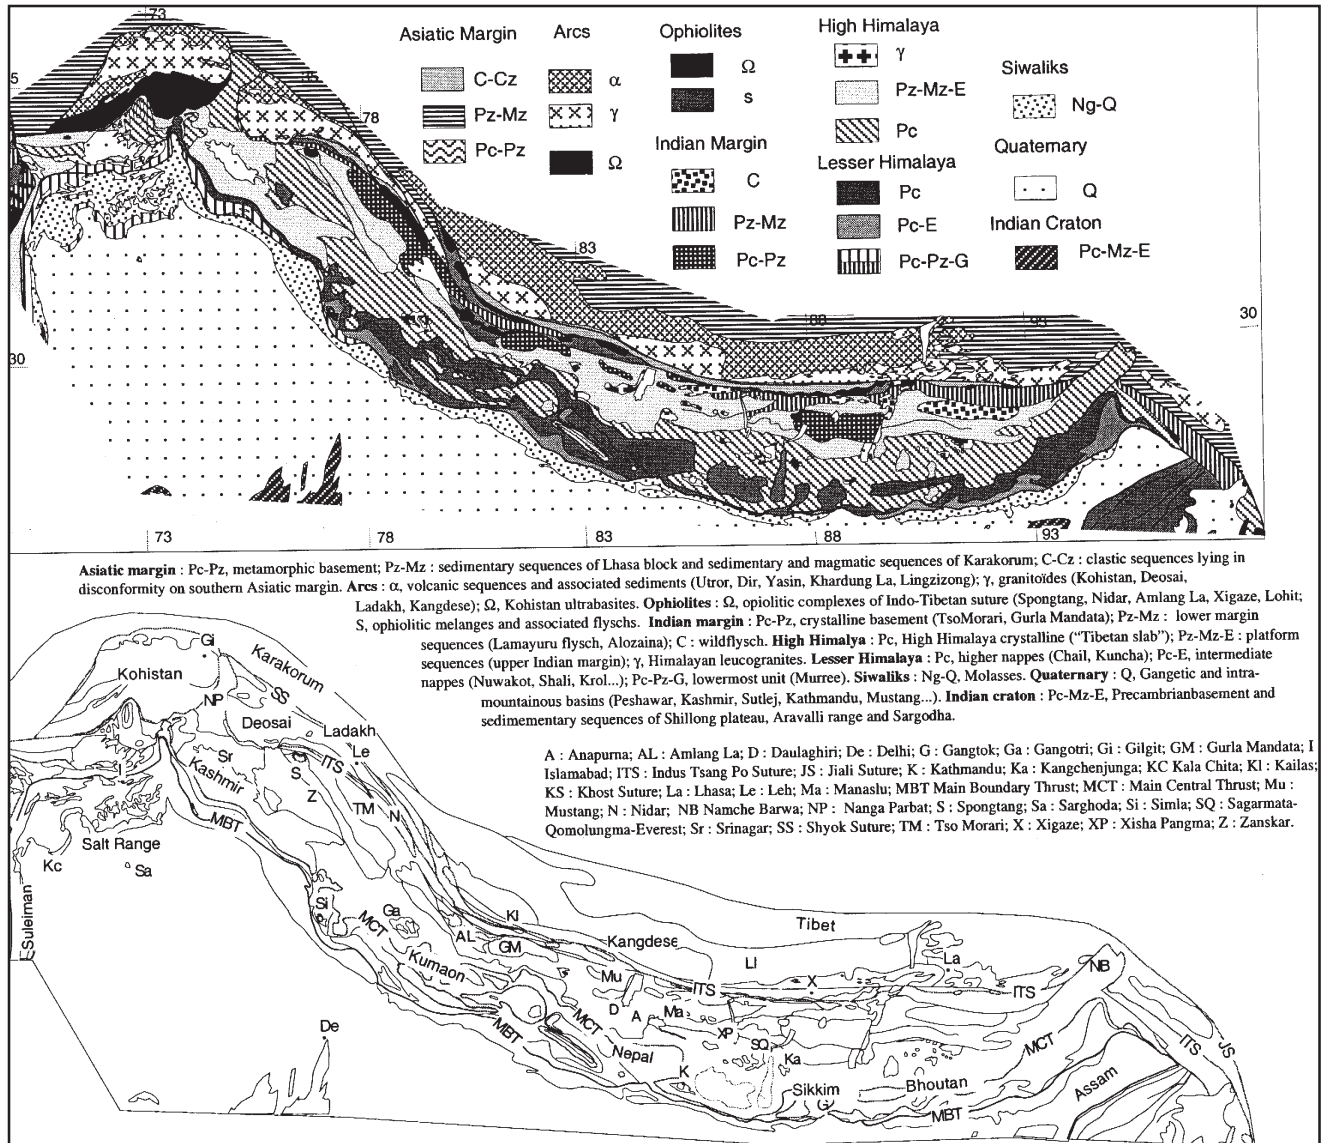 73
Asiatic Margin
Arcs
Ophiolites
High Himalaya
C-Cz
Pz-Mz
Pc-Pz
α
γ
Ω
Ω
s
Indian Margin
C
Pz-Mz
Pc-Pz
γ
Pz-Mz-E
Pc
Lesser Himalaya
Pc
Pc-E
Pc-Pz-G
Siwaliks
Ng-Q
Quaternary
Q
Indian Craton
Pc-Mz-E
5
35
78
83
88
93
30
30
73
78
83
88
93
Asiatic margin : Pc-Pz, metamorphic basement; Pz-Mz : sedimentary sequences of Lhasa block and sedimentary and magmatic sequences of Karakorum; C-Cz : clastic sequences lying in
disconformity on southern Asiatic margin. Arcs : α, volcanic sequences and associated sediments (Utror, Dir, Yasin, Khardung La, Lingzizong); γ, granitoïdes (Kohistan, Deosai,
Ladakh, Kangdese); Ω, Kohistan ultrabasites. Ophiolites : Ω, opiolitic complexes of Indo-Tibetan suture (Spongtang, Nidar, Amlang La, Xigaze, Lohit;
S, ophiolitic melanges and associated flyschs. Indian margin : Pc-Pz, crystalline basement (TsoMorari, Gurla Mandata); Pz-Mz : lower margin
sequences (Lamayuru flysch, Alozaina); C : wildflysch. High Himalya : Pc, High Himalaya crystalline ("Tibetan slab"); Pz-Mz-E : platform
sequences (upper Indian margin); γ, Himalayan leucogranites. Lesser Himalaya : Pc, higher nappes (Chail, Kuncha); Pc-E, intermediate
nappes (Nuwakot, Shali, Krol...); Pc-Pz-G, lowermost unit (Murree). Siwaliks : Ng-Q, Molasses. Quaternary : Q, Gangetic and intra-
mountainous basins (Peshawar, Kashmir, Sutlej, Kathmandu, Mustang...). Indian craton : Pc-Mz-E, Precambrianbasement and
sedimementary sequences of Shillong plateau, Aravalli range and Sargodha.
A : Anapurna; AL : Amlang La; D : Daulaghiri; De : Delhi; G : Gangtok; Ga : Gangotri; Gi : Gilgit; GM : Gurla Mandata; I
Islamabad; ITS : Indus Tsang Po Suture; JS : Jiali Suture; K : Kathmandu; Ka : Kangchenjunga; KC Kala Chita; Kl : Kailas;
KS : Khost Suture; La : Lhasa; Le : Leh; Ma : Manaslu; MBT Main Boundary Thrust; MCT : Main Central Thrust; Mu :
Mustang; N : Nidar; NB Namche Barwa; NP : Nanga Parbat; S : Spongtang; Sa : Sarghoda; Si : Simla; SQ : Sagarmata-
Qomolungma-Everest; Sr : Srinagar; SS : Shyok Suture; TM : Tso Morari; X : Xigaze; XP : Xisha Pangma; Z : Zanskar.
Gi
Karakorum
Kohistan
NP
SS
Deosai
Ladakh
Le
Sr
Kashmir
S
ITS
Z
TM
N
I
MBT
Salt Range
Kc
Sa
Suleiman
Si
MCT
Ga
AL
Kl
GM
Kumaon
Kangdese
Tibet
Ll
La
NB
Mu
ITS
X
ITS
D
A
Ma
MCT
MBT
XP
SQ
Nepal
Ka
K
Sikkim
G
Bhoutan
MCT
MBT
Assam
ITS
JS
De